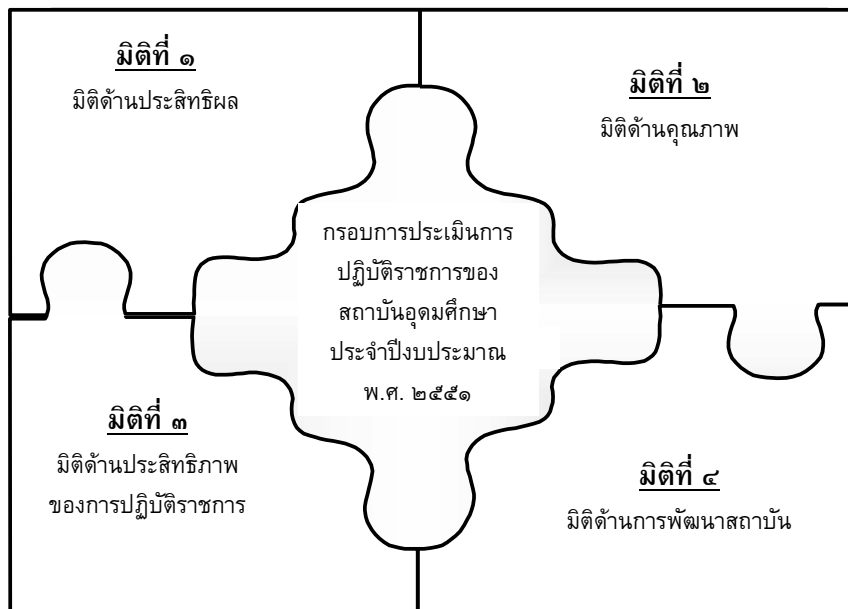 มิติที่ ๑
มิติด้านประสิทธิผล
มิติที่ ๒
มิติด้านคุณภาพ
กรอบการประเมินการ
ปฏิบัติราชการของ
สถาบันอุดมศึกษา
ประจำปีงบประมาณ
พ.ศ. ๒๕๕๑
มิติที่ ๓
มิติด้านประสิทธิภาพ
ของการปฏิบัติราชการ
มิติที่ ๔
มิติด้านการพัฒนาสถาบัน